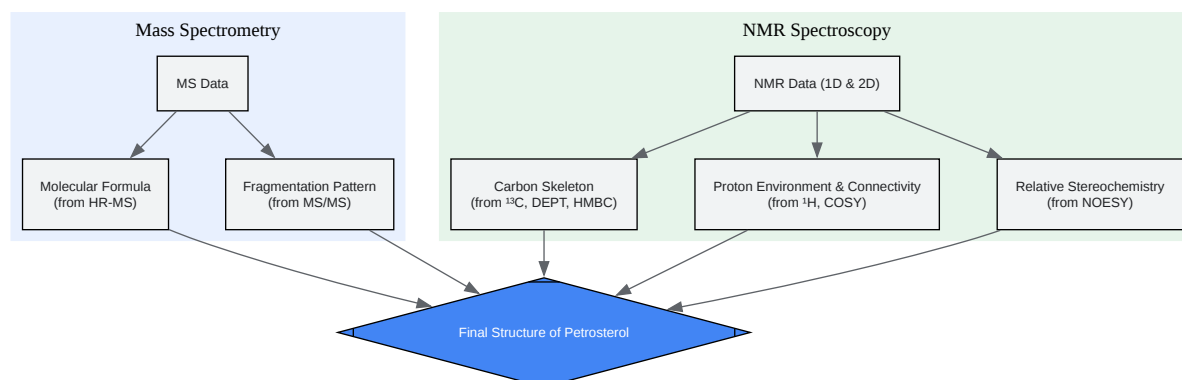 Mass Spectrometry
NMR Spectroscopy
MS Data
NMR Data (1D & 2D)
Molecular Formula
(from HR-MS)
Fragmentation Pattern
(from MS/MS)
Carbon Skeleton
(from ¹³C, DEPT, HMBC)
Proton Environment & Connectivity
(from ¹H, COSY)
Relative Stereochemistry
(from NOESY)
Final Structure of Petrosterol